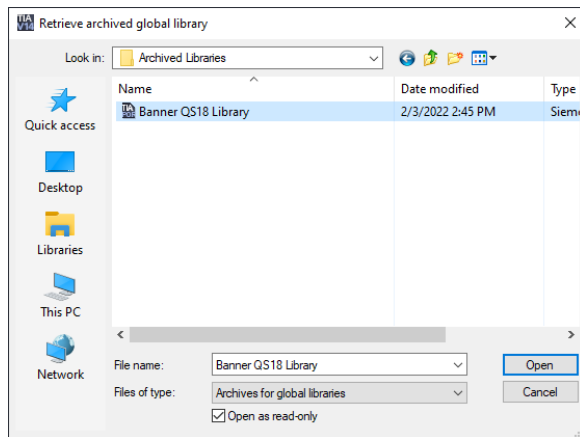 Retrieve archived global library
Look in: Archived Libraries
Name Date modified Type
Banner QS18 Library 2/3/2022 2:45 PM Sieme
Quick access
Desktop
Libraries
This PC
Network
File name: Banner QS18 Library Open
Files of type: Archives for global libraries Cancel
Open as read-only